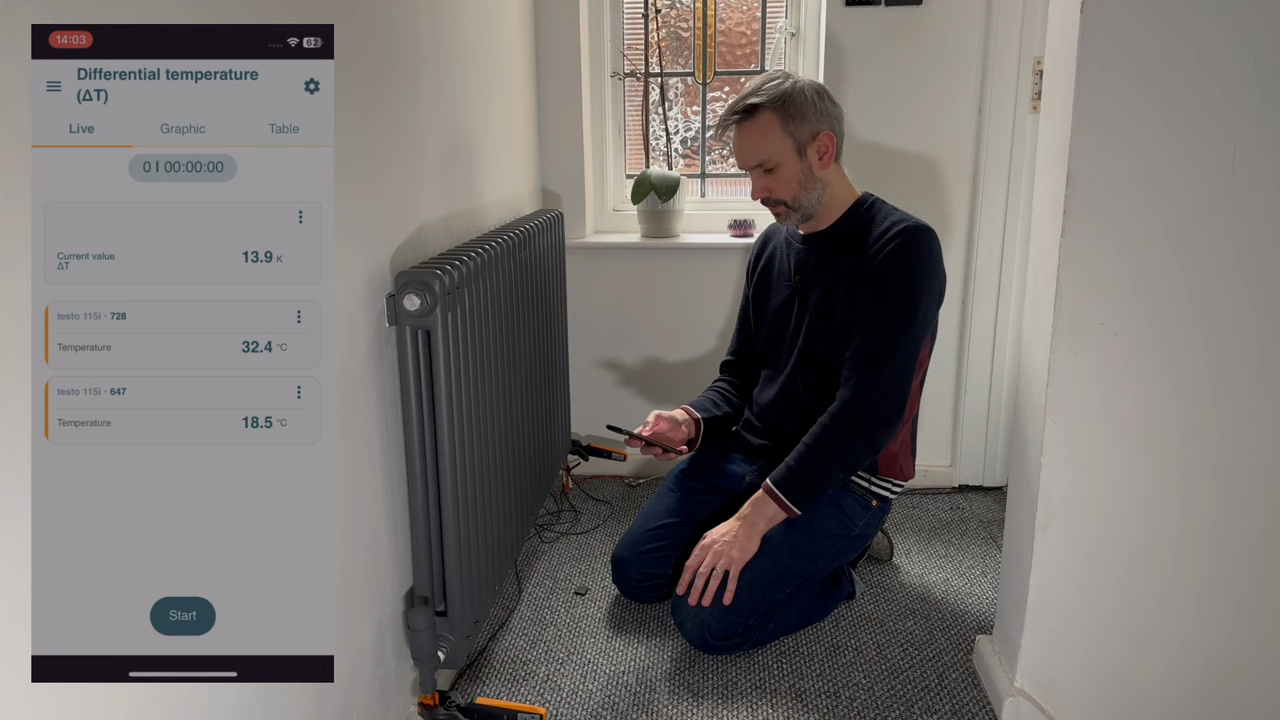 14:03
62
Differential temperature
(ΔT)
Live Graphic Table
0 | 00:00:00
Current value
ΔT
13.9 K
testo 115i · 728
Temperature 32.4 °C
testo 115i · 647
Temperature 18.5 °C
Start